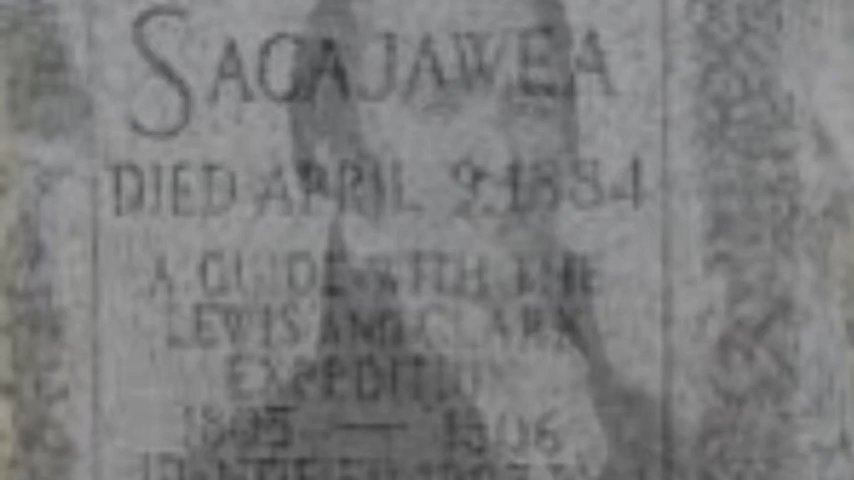 SACAJAWEA
DIED APRIL 9, 1884
A GUIDE WITH THE
LEWIS AND CLARK
EXPEDITION
1805 — 1806